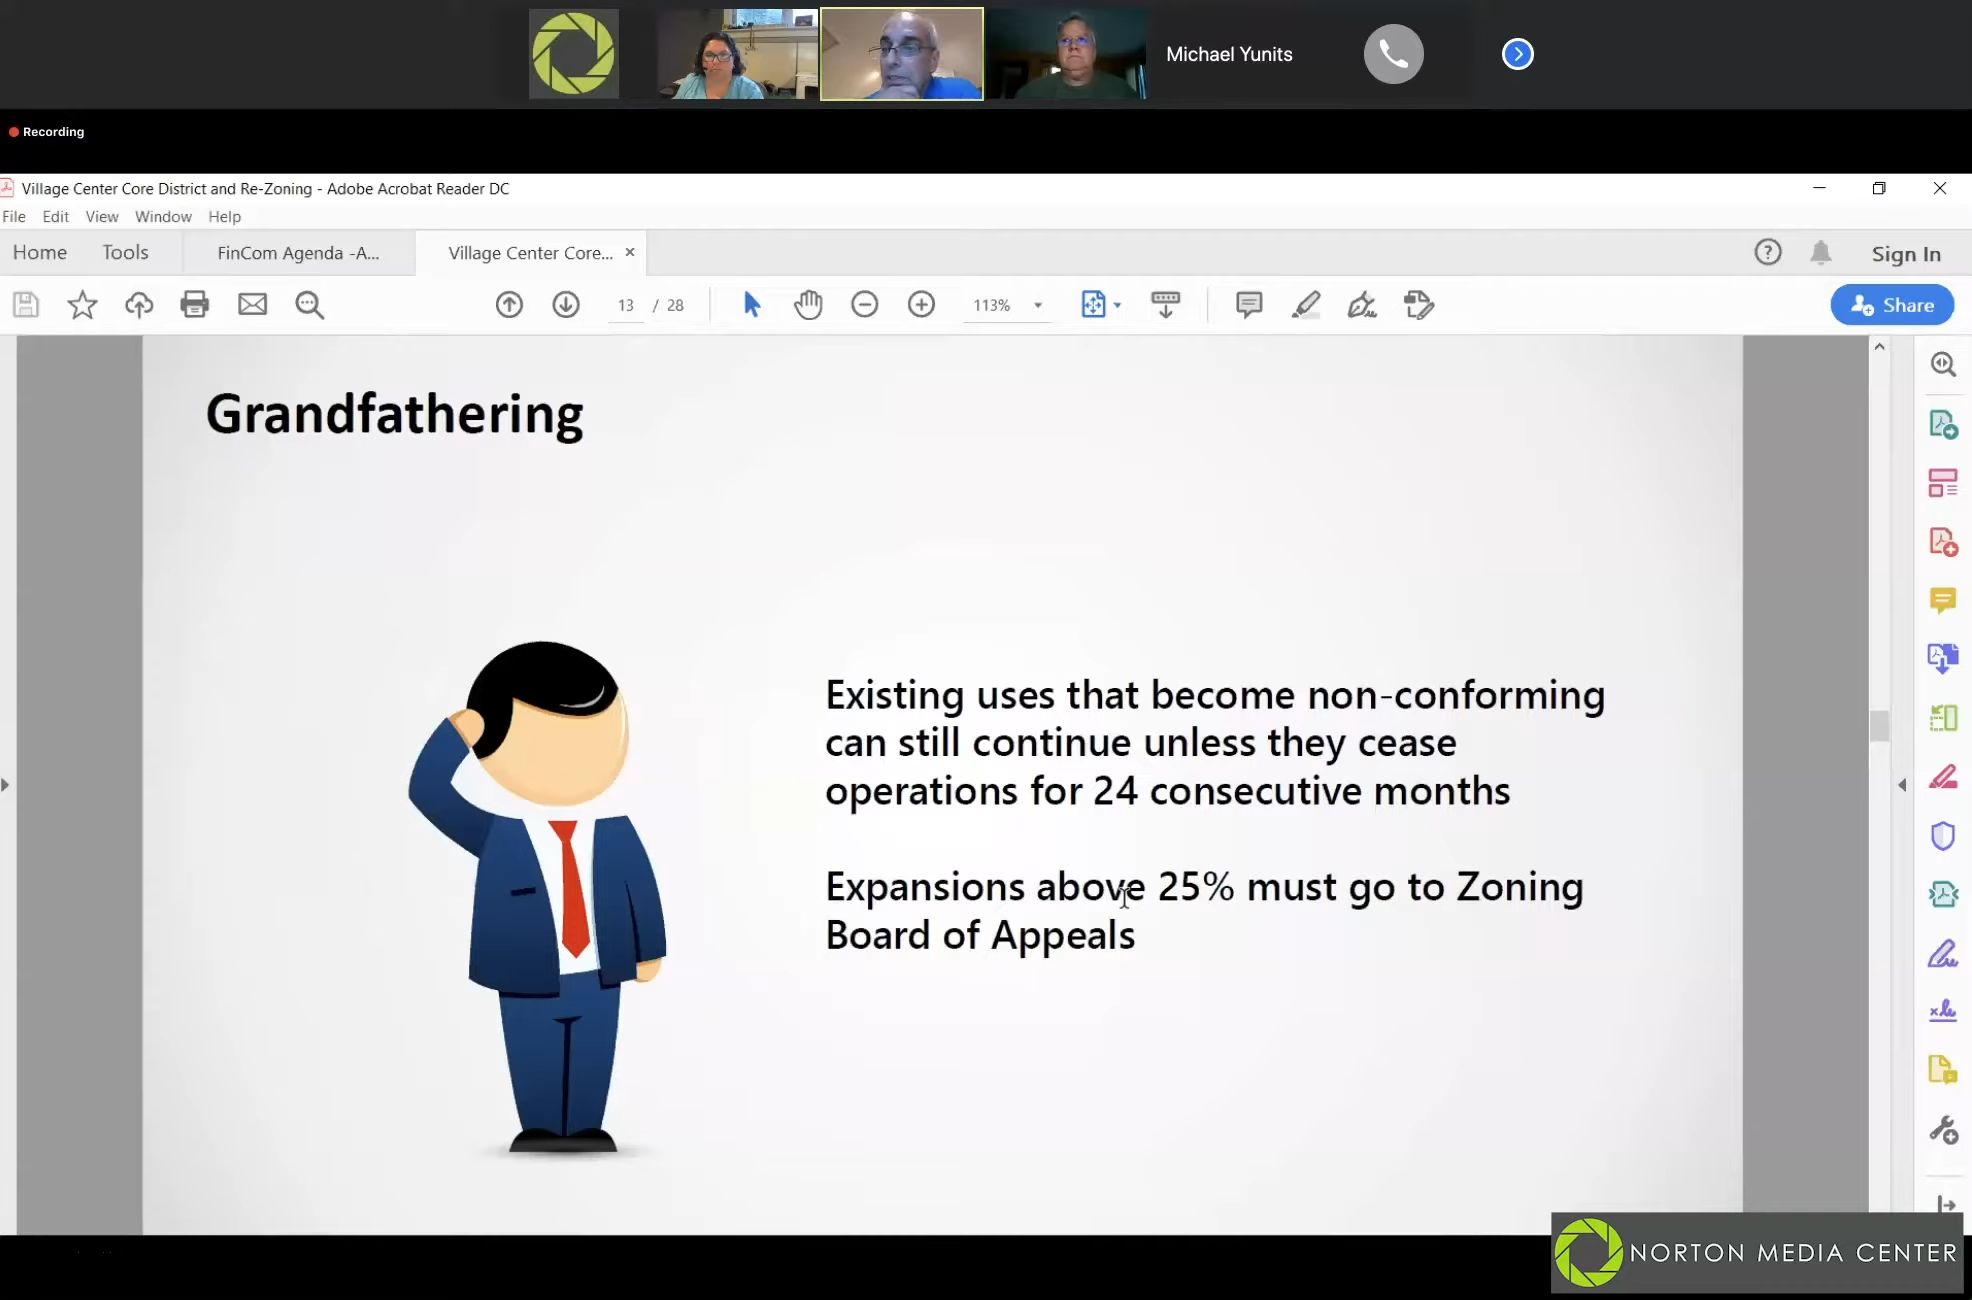 Michael Yunits
Recording
Village Center Core District and Re-Zoning - Adobe Acrobat Reader DC
File Edit View Window Help
Home Tools FinCom Agenda -A... Village Center Core... ×
? Sign In
13 / 28 113% Share
Grandfathering
Existing uses that become non-conforming
can still continue unless they cease
operations for 24 consecutive months
Expansions above 25% must go to Zoning
Board of Appeals
NORTON MEDIA CENTER